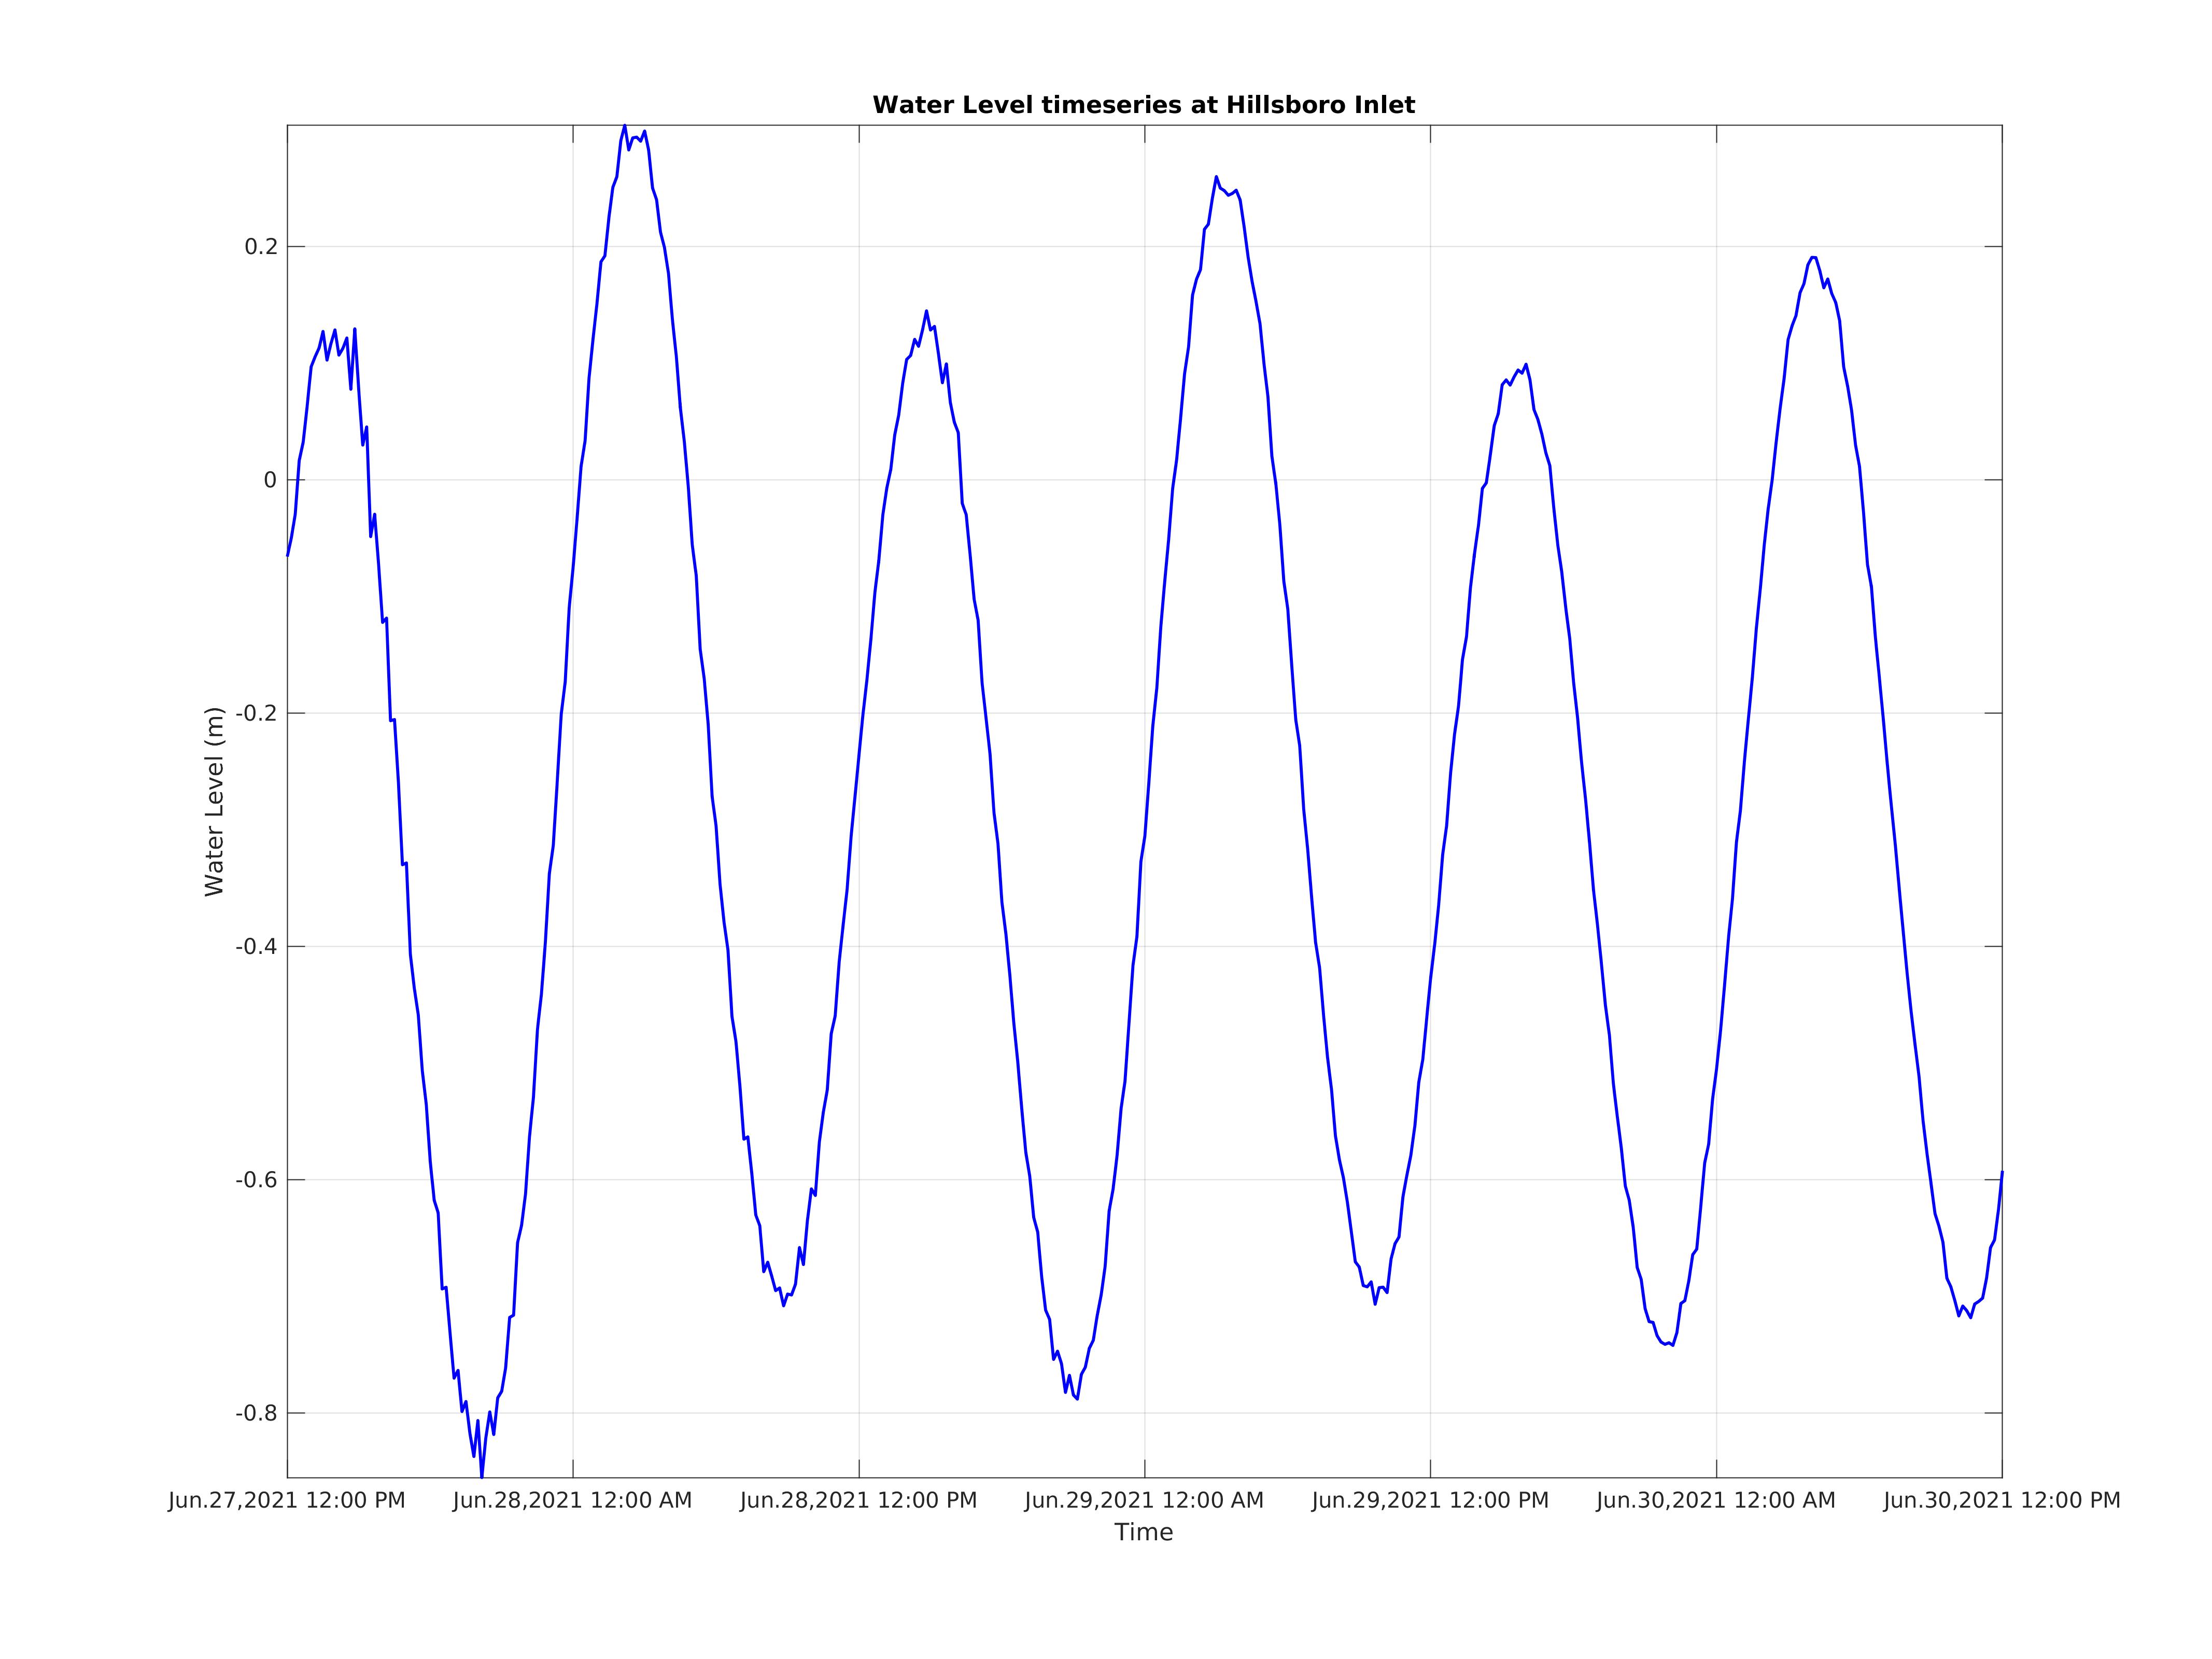 Water Level timeseries at Hillsboro Inlet
0.2
0
-0.2
-0.4
-0.6
-0.8
Water Level (m)
Jun.27,2021 12:00 PM
Jun.28,2021 12:00 AM
Jun.28,2021 12:00 PM
Jun.29,2021 12:00 AM
Jun.29,2021 12:00 PM
Jun.30,2021 12:00 AM
Jun.30,2021 12:00 PM
Time